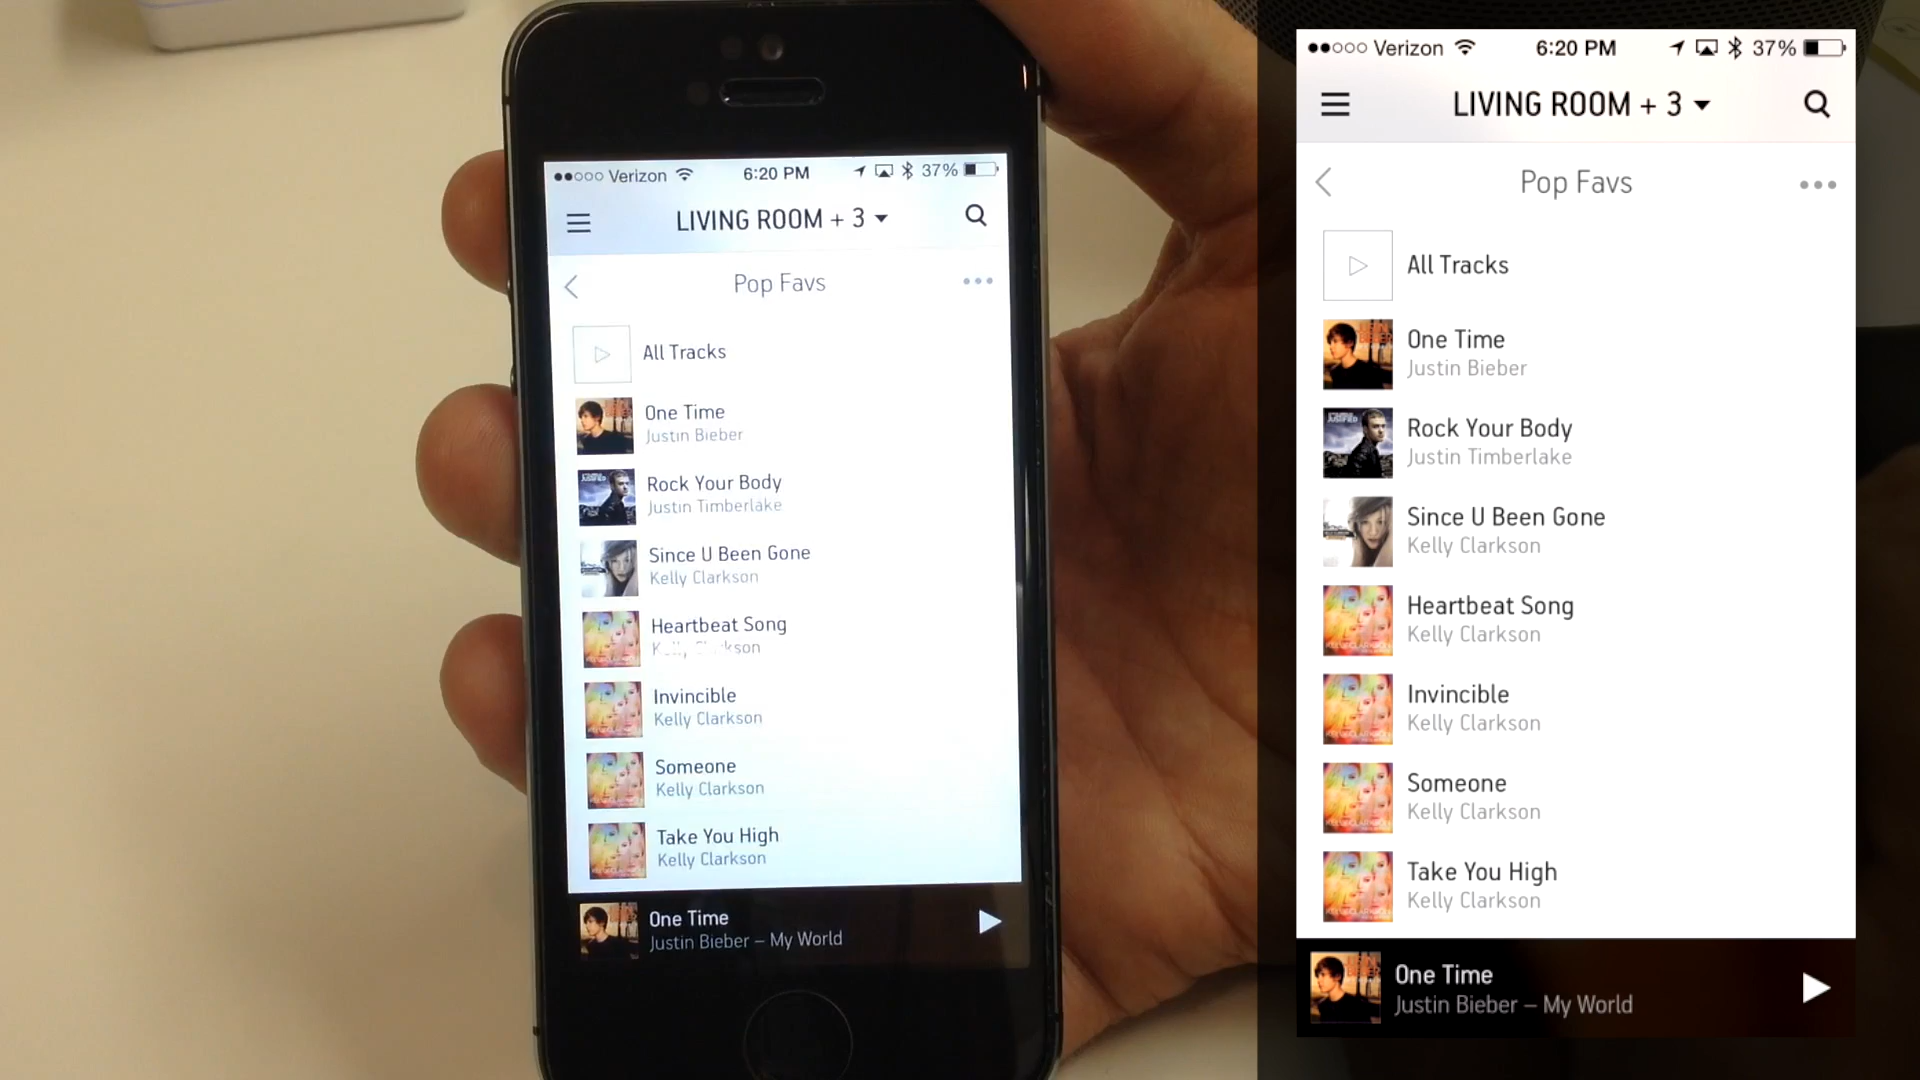 Verizon 6:20 PM 37%
LIVING ROOM + 3
Pop Favs
All Tracks
One Time
Justin Bieber
Rock Your Body
Justin Timberlake
Since U Been Gone
Kelly Clarkson
Heartbeat Song
Kelly Clarkson
Invincible
Kelly Clarkson
Someone
Kelly Clarkson
Take You High
Kelly Clarkson
One Time
Justin Bieber – My World
Verizon 6:20 PM 37%
LIVING ROOM + 3
Pop Favs
All Tracks
One Time
Justin Bieber
Rock Your Body
Justin Timberlake
JUSTIFIED
Since U Been Gone
Kelly Clarkson
Heartbeat Song
Kelly Clarkson
Invincible
Kelly Clarkson
Someone
Kelly Clarkson
Take You High
Kelly Clarkson
One Time
Justin Bieber – My World